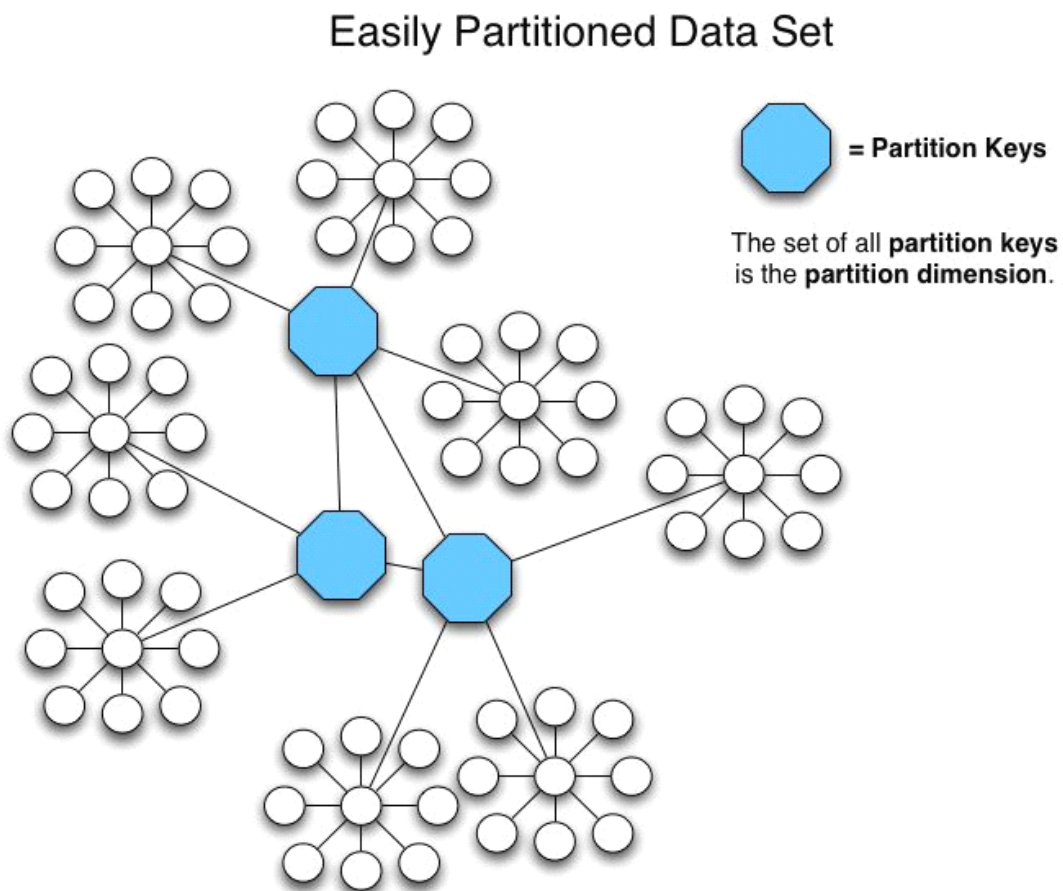 Easily Partitioned Data Set
= Partition Keys
The set of all partition keys
is the partition dimension.